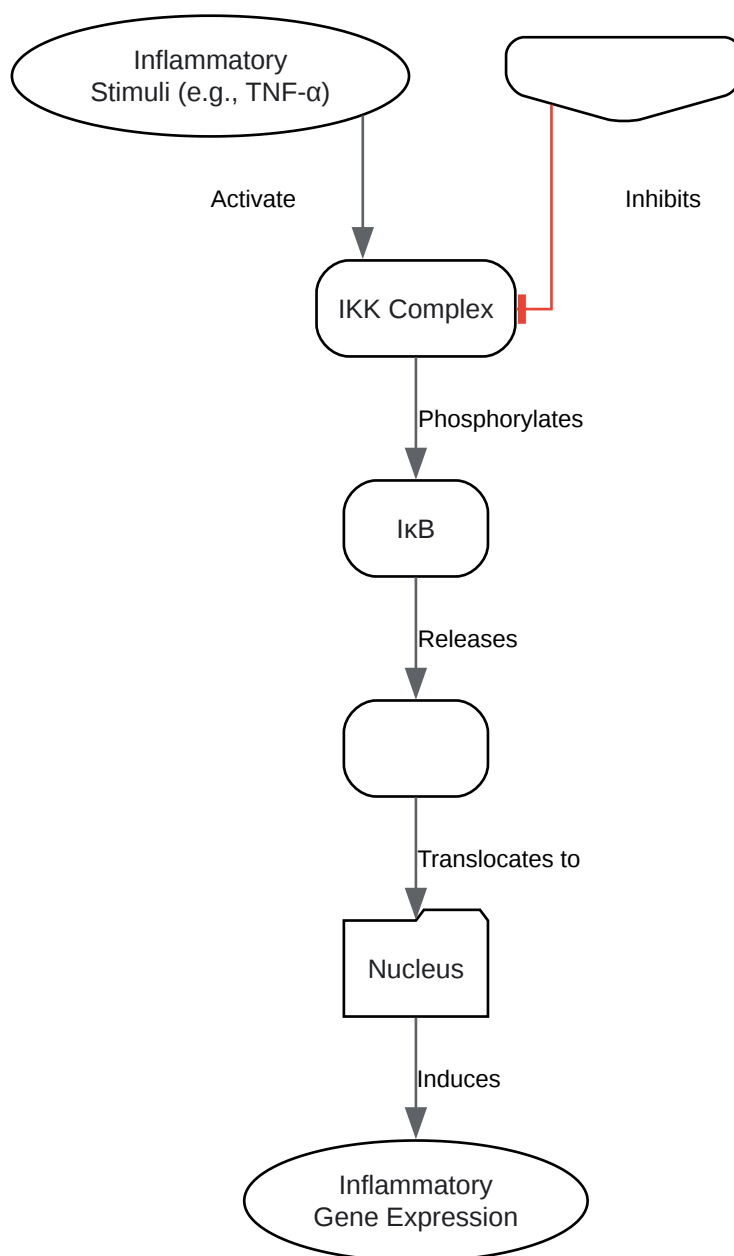 Inflammatory
Stimuli (e.g., TNF-α)
Activate
Inhibits
IKK Complex
Phosphorylates
IκB
Releases
Translocates to
Nucleus
Induces
Inflammatory
Gene Expression